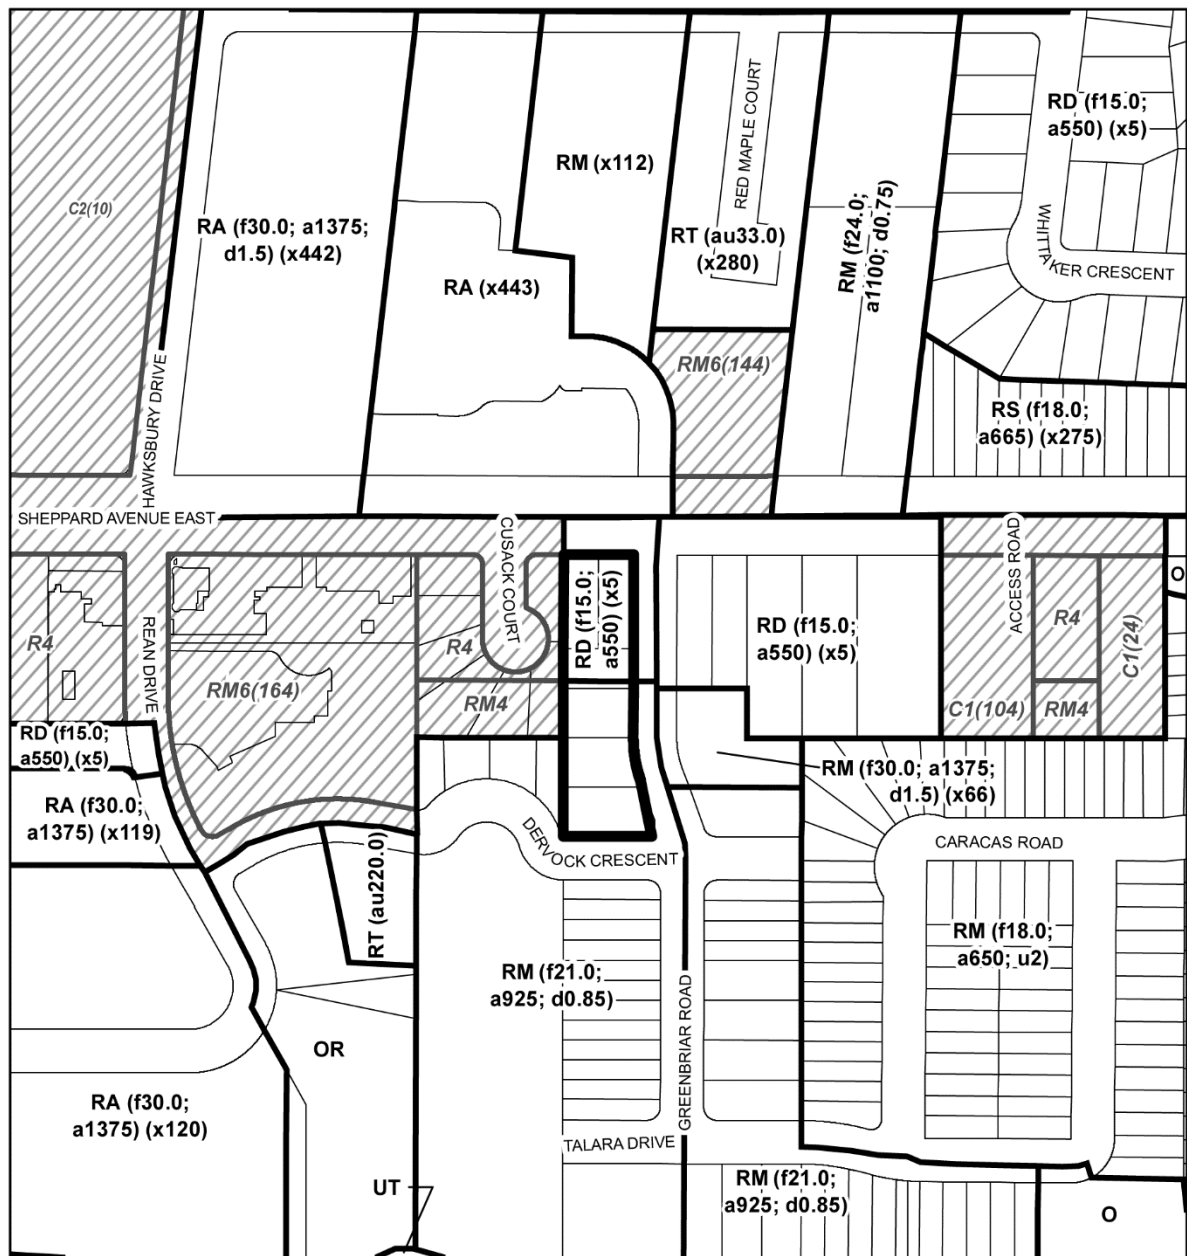 RED MAPLE COURT
RD (f15.0;
a550) (x5)
RM (x112)
C2(10)
RA (f30.0; a1375;
d1.5) (x442)
RT (au33.0)
(x280)
RM (f24.0;
a1100; d0.75)
WHITTAKER CRESCENT
RA (x443)
RM6(144)
HAWKSBURY DRIVE
RS (f18.0;
a665) (x275)
SHEPPARD AVENUE EAST
CUSACK COURT
ACCESS ROAD
O
RD (f15.0;
a550) (x5)
R4
REAN DRIVE
R4
RD (f15.0;
a550) (x5)
R4
C1(24)
RM6(164)
RM4
C1(104)
RM4
RD (f15.0;
a550) (x5)
RM (f30.0; a1375;
d1.5) (x66)
RA (f30.0;
a1375) (x119)
DERVOCK CRESCENT
CARACAS ROAD
RT (au220.0)
RM (f21.0;
a925; d0.85)
RM (f18.0;
a650; u2)
GREENBRIAR ROAD
OR
RA (f30.0;
a1375) (x120)
TALARA DRIVE
UT
RM (f21.0;
a925; d0.85)
O